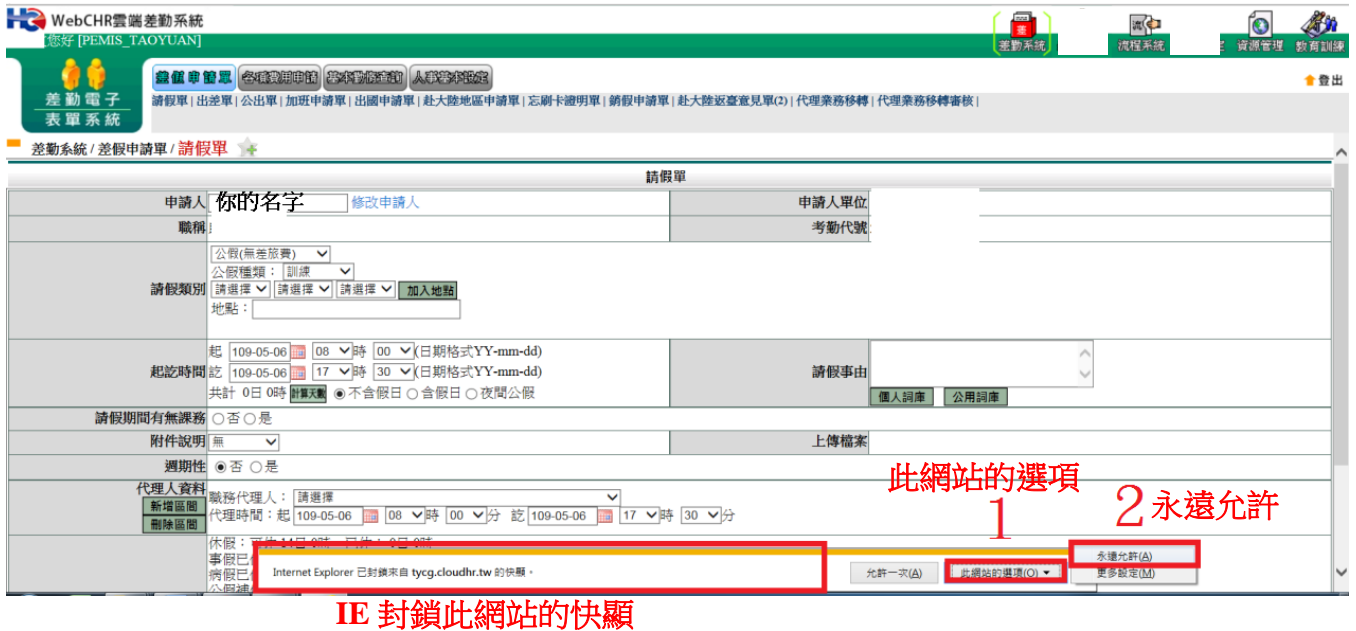 WebCHR雲端差勤系統
您好 [PEMIS_TAOYUAN]
差勤系統 流程系統 資源管理 教育訓練
差勤電子
表單系統
差假申請單 各項費用申請 基本勤假查詢 人事基本設定
登出
請假單 | 出差單 | 公出單 | 加班申請單 | 出國申請單 | 赴大陸地區申請單 | 忘刷卡證明單 | 銷假申請單 | 赴大陸返臺意見單(2) | 代理業務移轉 | 代理業務移轉審核 |
差勤系統 / 差假申請單 / 請假單
請假單
申請人 你的名字 修改申請人 申請人單位
職稱 考勤代號
請假類別
公假(無差旅費)
公假種類： 訓練
請選擇 請選擇 請選擇 加入地點
地點：
起訖時間
起 109-05-06 08 時 00 (日期格式YY-mm-dd)
訖 109-05-06 17 時 30 (日期格式YY-mm-dd)
共計 0日 0時 計算天數 不含假日 含假日 夜間公假
請假事由
個人詞庫 公用詞庫
請假期間有無課務 否 是
附件說明 無 上傳檔案
週期性 否 是
代理人資料
新增區間
刪除區間
職務代理人： 請選擇
代理時間：起 109-05-06 08 時 00 分 訖 109-05-06 17 時 30 分
此網站的選項
1
2 永遠允許
事假已
病假已
Internet Explorer 已封鎖來自 tycg.cloudhr.tw 的快顯。
允許一次(A) 此網站的選項(O)
永遠允許(A)
更多設定(M)
IE 封鎖此網站的快顯